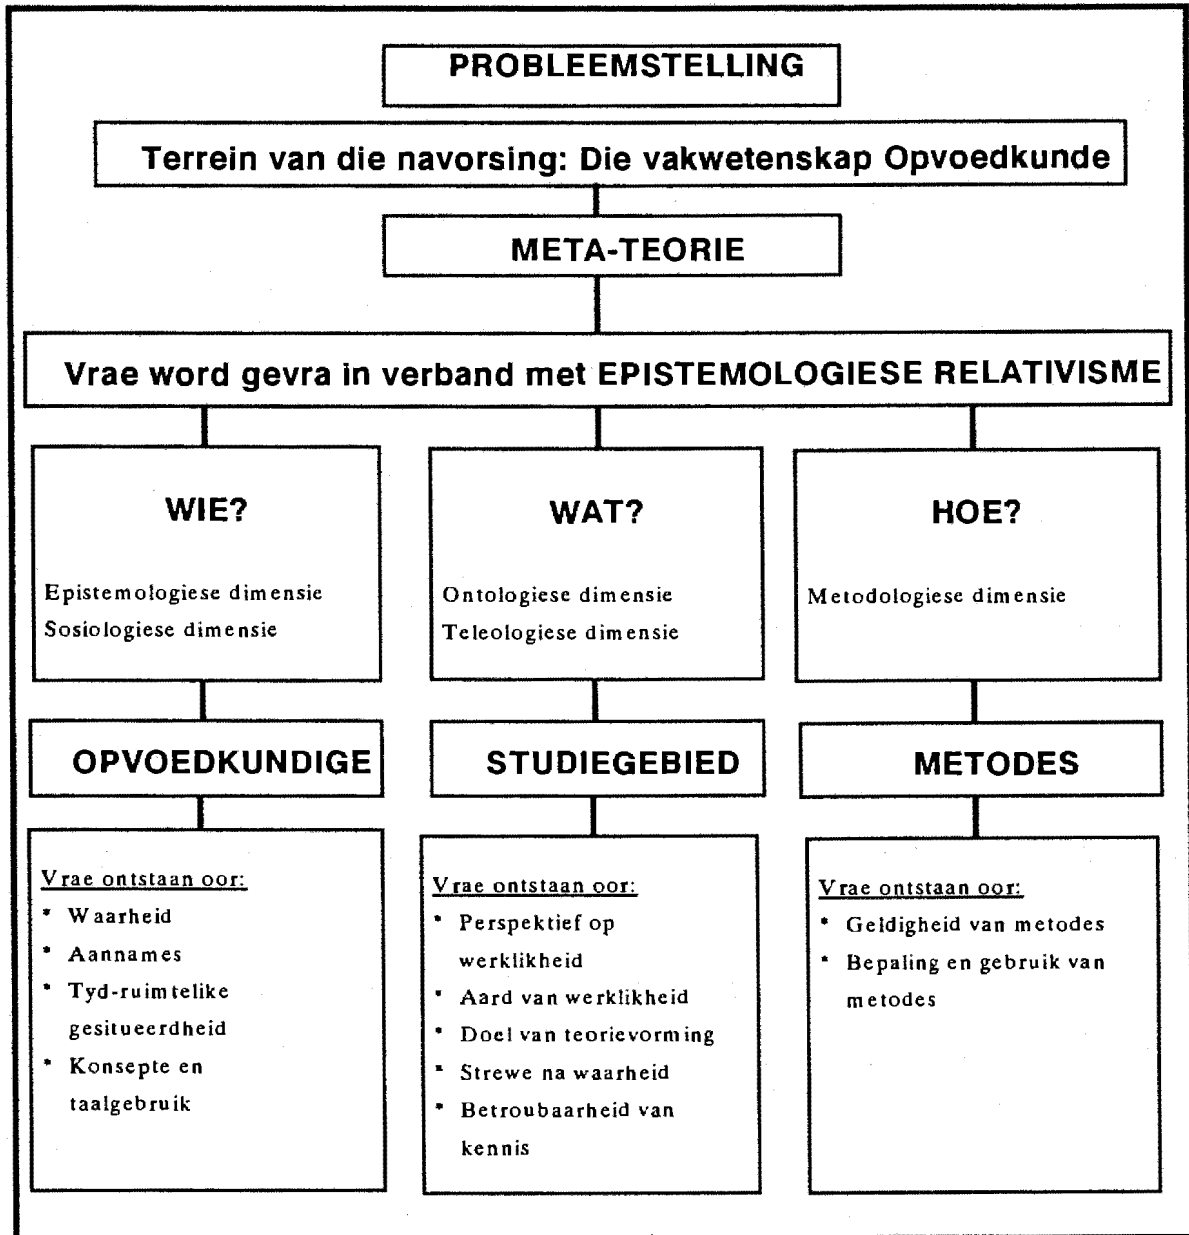 PROBLEEMSTELLING
Terrein van die navorsing: Die vakwetenskap Opvoedkunde
META-TEORIE
Vrae word gevra in verband met EPISTEMOLOGIESE RELATIVISME
WIE?
Epistemologiese dimensie
Sosiologiese dimensie
WAT?
Ontologiese dimensie
Teleologiese dimensie
HOE?
Metodologiese dimensie
OPVOEDKUNDIGE
STUDIEGEBIED
METODES
Vrae ontstaan oor:
* Waarheid
* Aannames
* Tyd-ruimtelike
gesitueerdheid
* Konsepte en
taalgebruik
Vrae ontstaan oor:
* Perspektief op
werklikheid
* Aard van werklikheid
* Doel van teorievorming
* Strewe na waarheid
* Betroubaarheid van
kennis
Vrae ontstaan oor:
* Geldigheid van metodes
* Bepaling en gebruik van
metodes